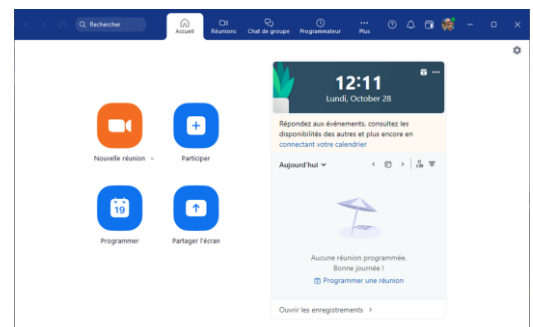 Rechercher
Accueil
Réunions
Chat de groupe
Programmateur
Plus
12:11
Lundi, October 28
Nouvelle réunion
Participer
19
Programmer
Partager l'écran
Répondez aux événements, consultez les
disponibilités des autres et plus encore en
connectant votre calendrier
Aujourd'hui
Aucune réunion programmée.
Bonne journée !
Programmer une réunion
Ouvrir les enregistrements